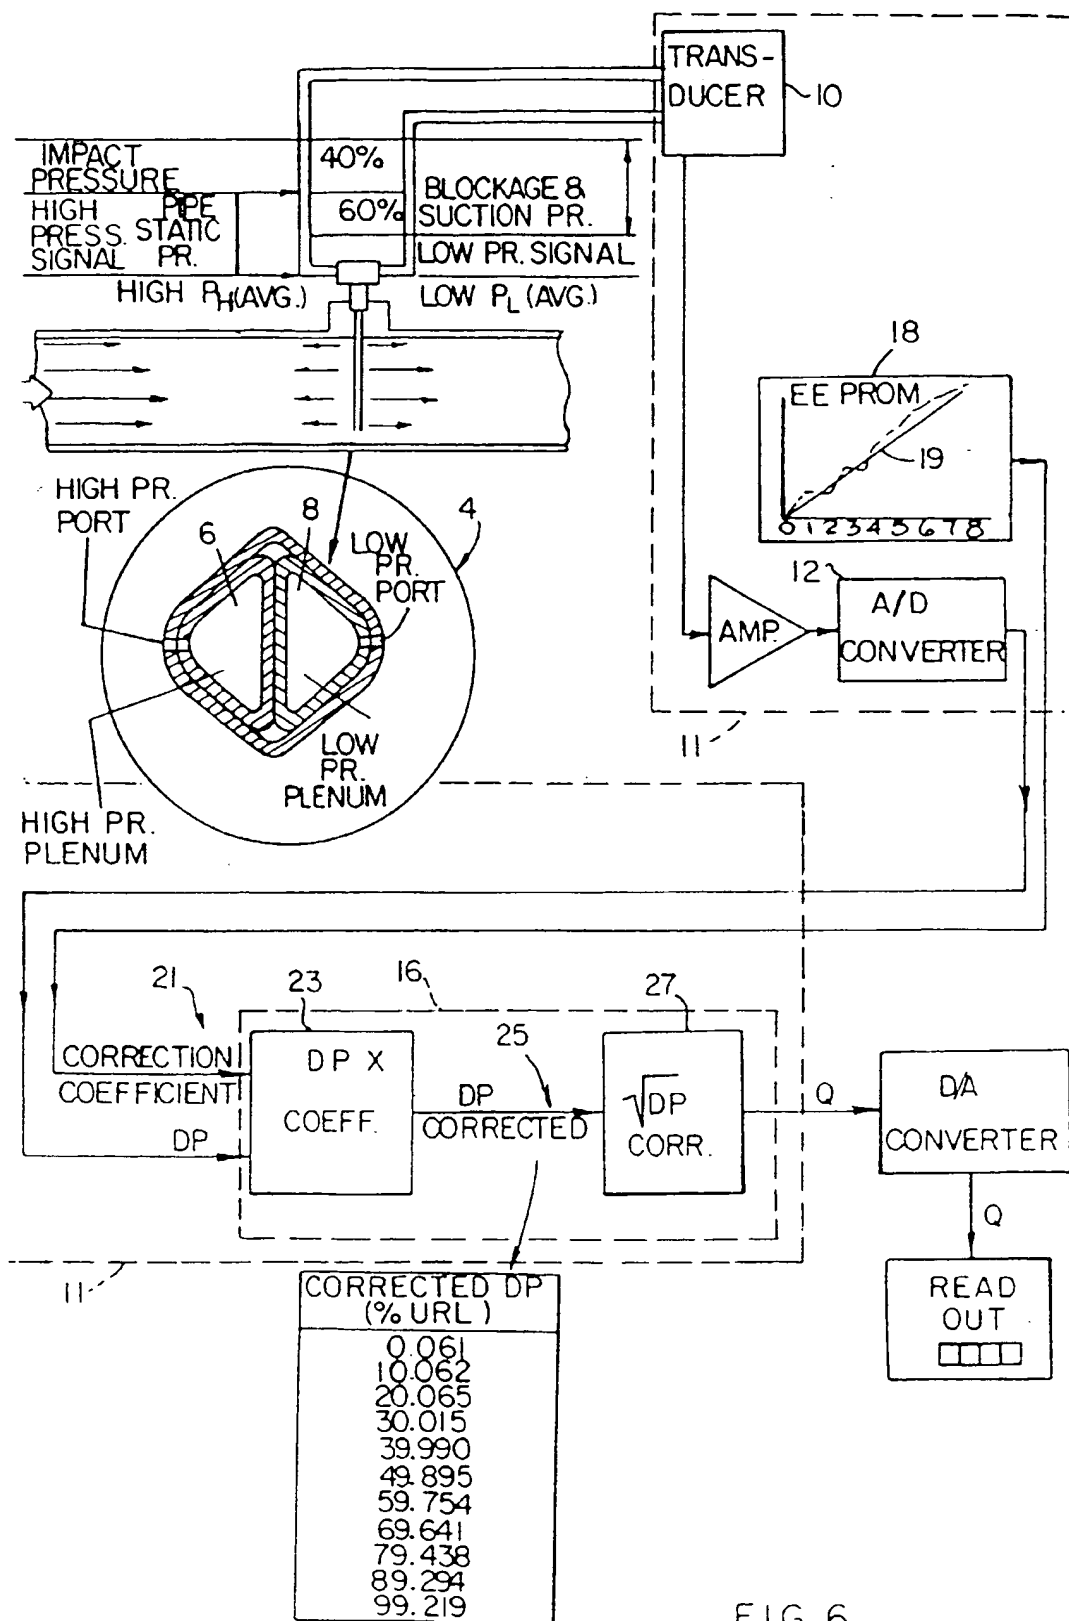 TRANS-
DUCER
10
IMPACT
PRESSURE
40%
HIGH
PRESS.
SIGNAL
PIPE
STATIC
PR.
60%
BLOCKAGE &
SUCTION PR.
LOW PR. SIGNAL
HIGH PH (AVG.)
LOW PL (AVG.)
18
EE PROM
19
0 1 2 3 4 5 6 7 8
HIGH PR.
PORT
6
8
4
LOW
PR.
PORT
12
AMP.
A/D
CONVERTER
11
LOW
PR.
PLENUM
HIGH PR.
PLENUM
21
23
16
25
27
CORRECTION
COEFFICIENT
DP
DP X
COEFF.
DP
CORRECTED
√DP
CORR.
Q
D/A
CONVERTER
Q
READ
OUT
11
CORRECTED DP
(% URL)
0.061
10.062
20.065
30.015
39.990
49.895
59.754
69.641
79.438
89.294
99.219
FIG. 6